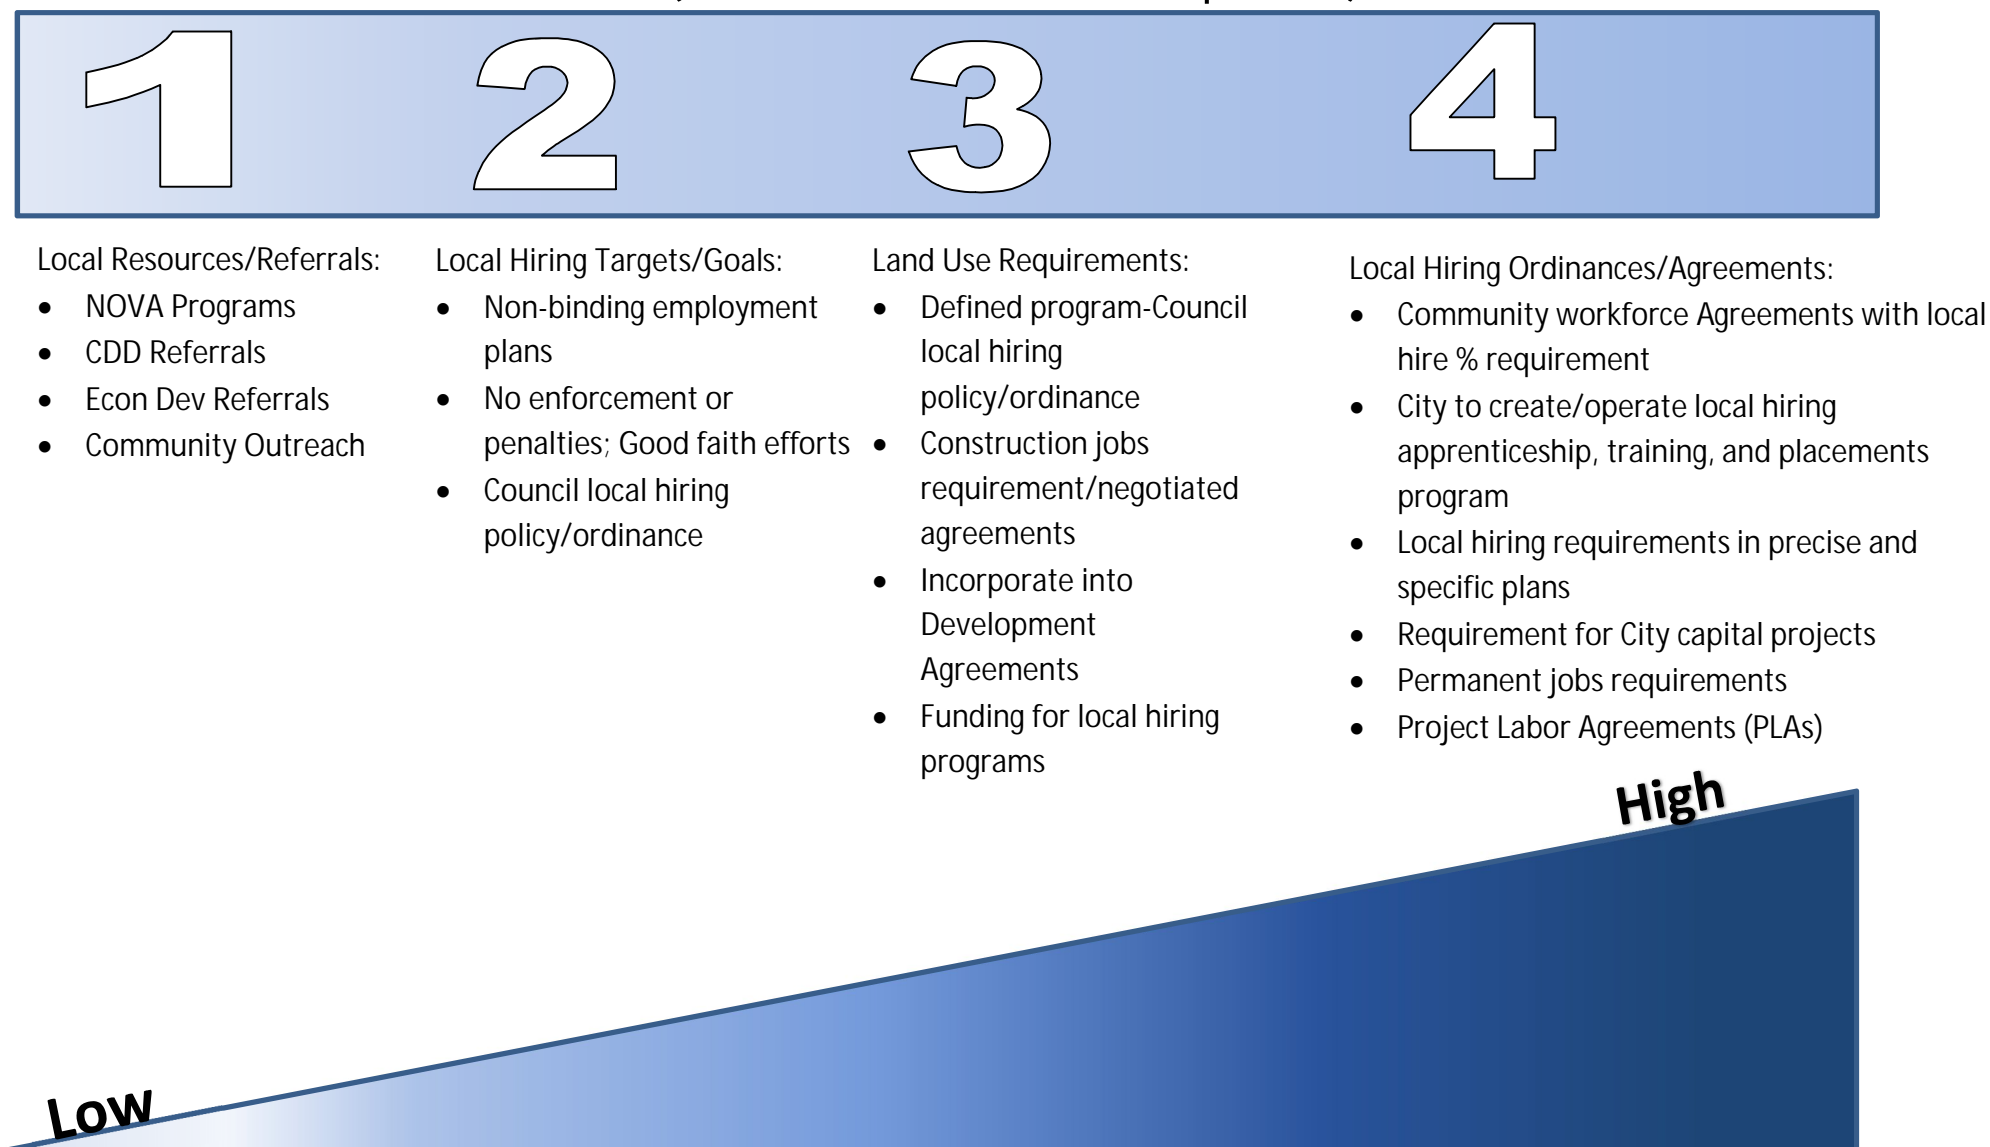 1
2
3
4
Local Resources/Referrals:
• NOVA Programs
• CDD Referrals
• Econ Dev Referrals
• Community Outreach
Local Hiring Targets/Goals:
• Non-binding employment
plans
• No enforcement or
penalties; Good faith efforts
• Council local hiring
policy/ordinance
Land Use Requirements:
• Defined program-Council
local hiring
policy/ordinance
• Construction jobs
requirement/negotiated
agreements
• Incorporate into
Development
Agreements
• Funding for local hiring
programs
Local Hiring Ordinances/Agreements:
• Community workforce Agreements with local
hire % requirement
• City to create/operate local hiring
apprenticeship, training, and placements
program
• Local hiring requirements in precise and
specific plans
• Requirement for City capital projects
• Permanent jobs requirements
• Project Labor Agreements (PLAs)
High
Low